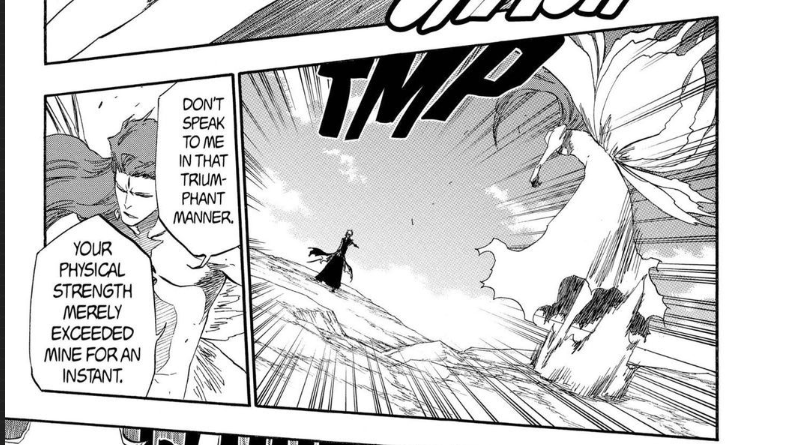 DON'T
SPEAK
TO ME
IN THAT
TRIUM-
PHANT
MANNER.
YOUR
PHYSICAL
STRENGTH
MERELY
EXCEEDED
MINE FOR AN
INSTANT.
TMP